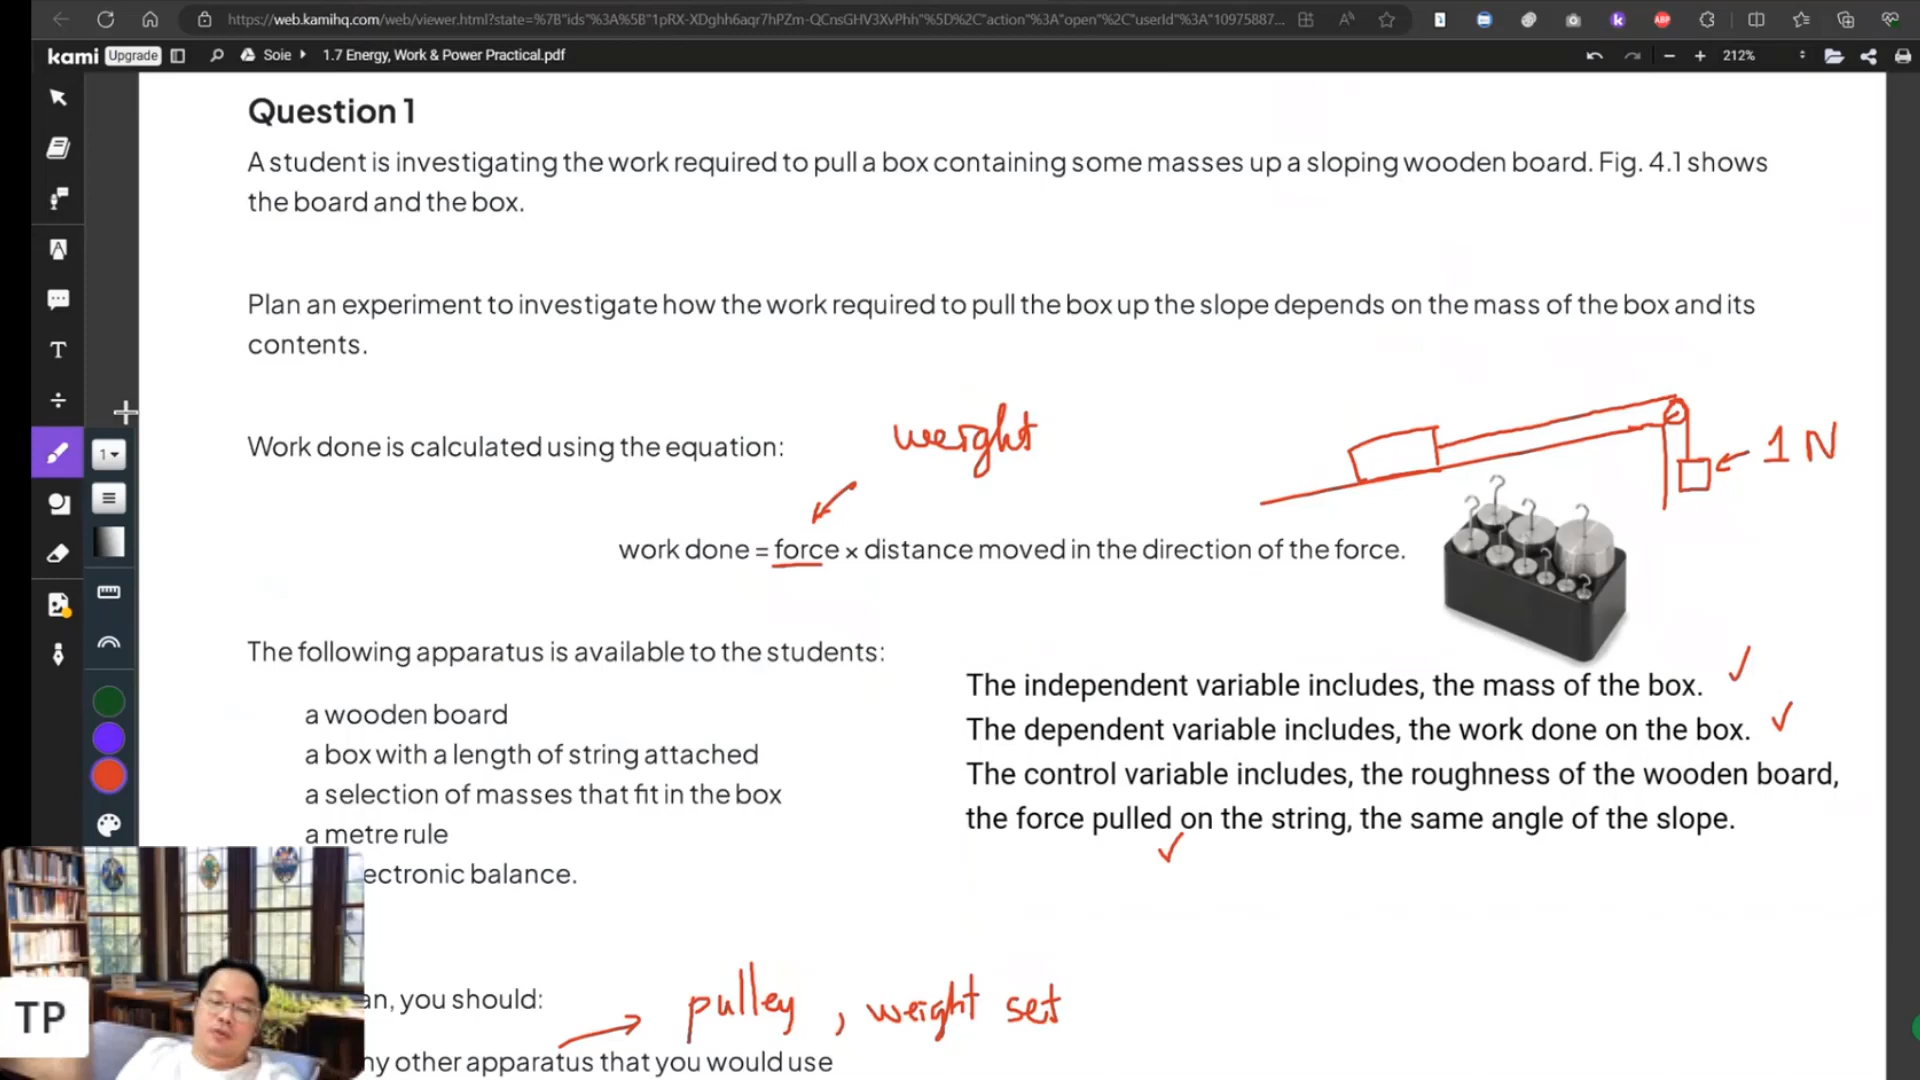 https://web.kamihq.com/web/viewer.html?state=%7B"ids"%3A%5B"1pRX-XDghh6aqr7hPZm-QCnsGHV3XvPhh"%5D%2C"action"%3A"open"%2C"userId"%3A"10975887...
kami Upgrade Soie 1.7 Energy, Work & Power Practical.pdf 212%
Question 1
A student is investigating the work required to pull a box containing some masses up a sloping wooden board. Fig. 4.1 shows
the board and the box.
Plan an experiment to investigate how the work required to pull the box up the slope depends on the mass of the box and its
contents.
weight
1 N
Work done is calculated using the equation:
work done = force × distance moved in the direction of the force.
The following apparatus is available to the students:
a wooden board
a box with a length of string attached
a selection of masses that fit in the box
a metre rule
ectronic balance.
The independent variable includes, the mass of the box.
The dependent variable includes, the work done on the box.
The control variable includes, the roughness of the wooden board,
the force pulled on the string, the same angle of the slope.
an, you should:
pulley, weight set
ny other apparatus that you would use
TP